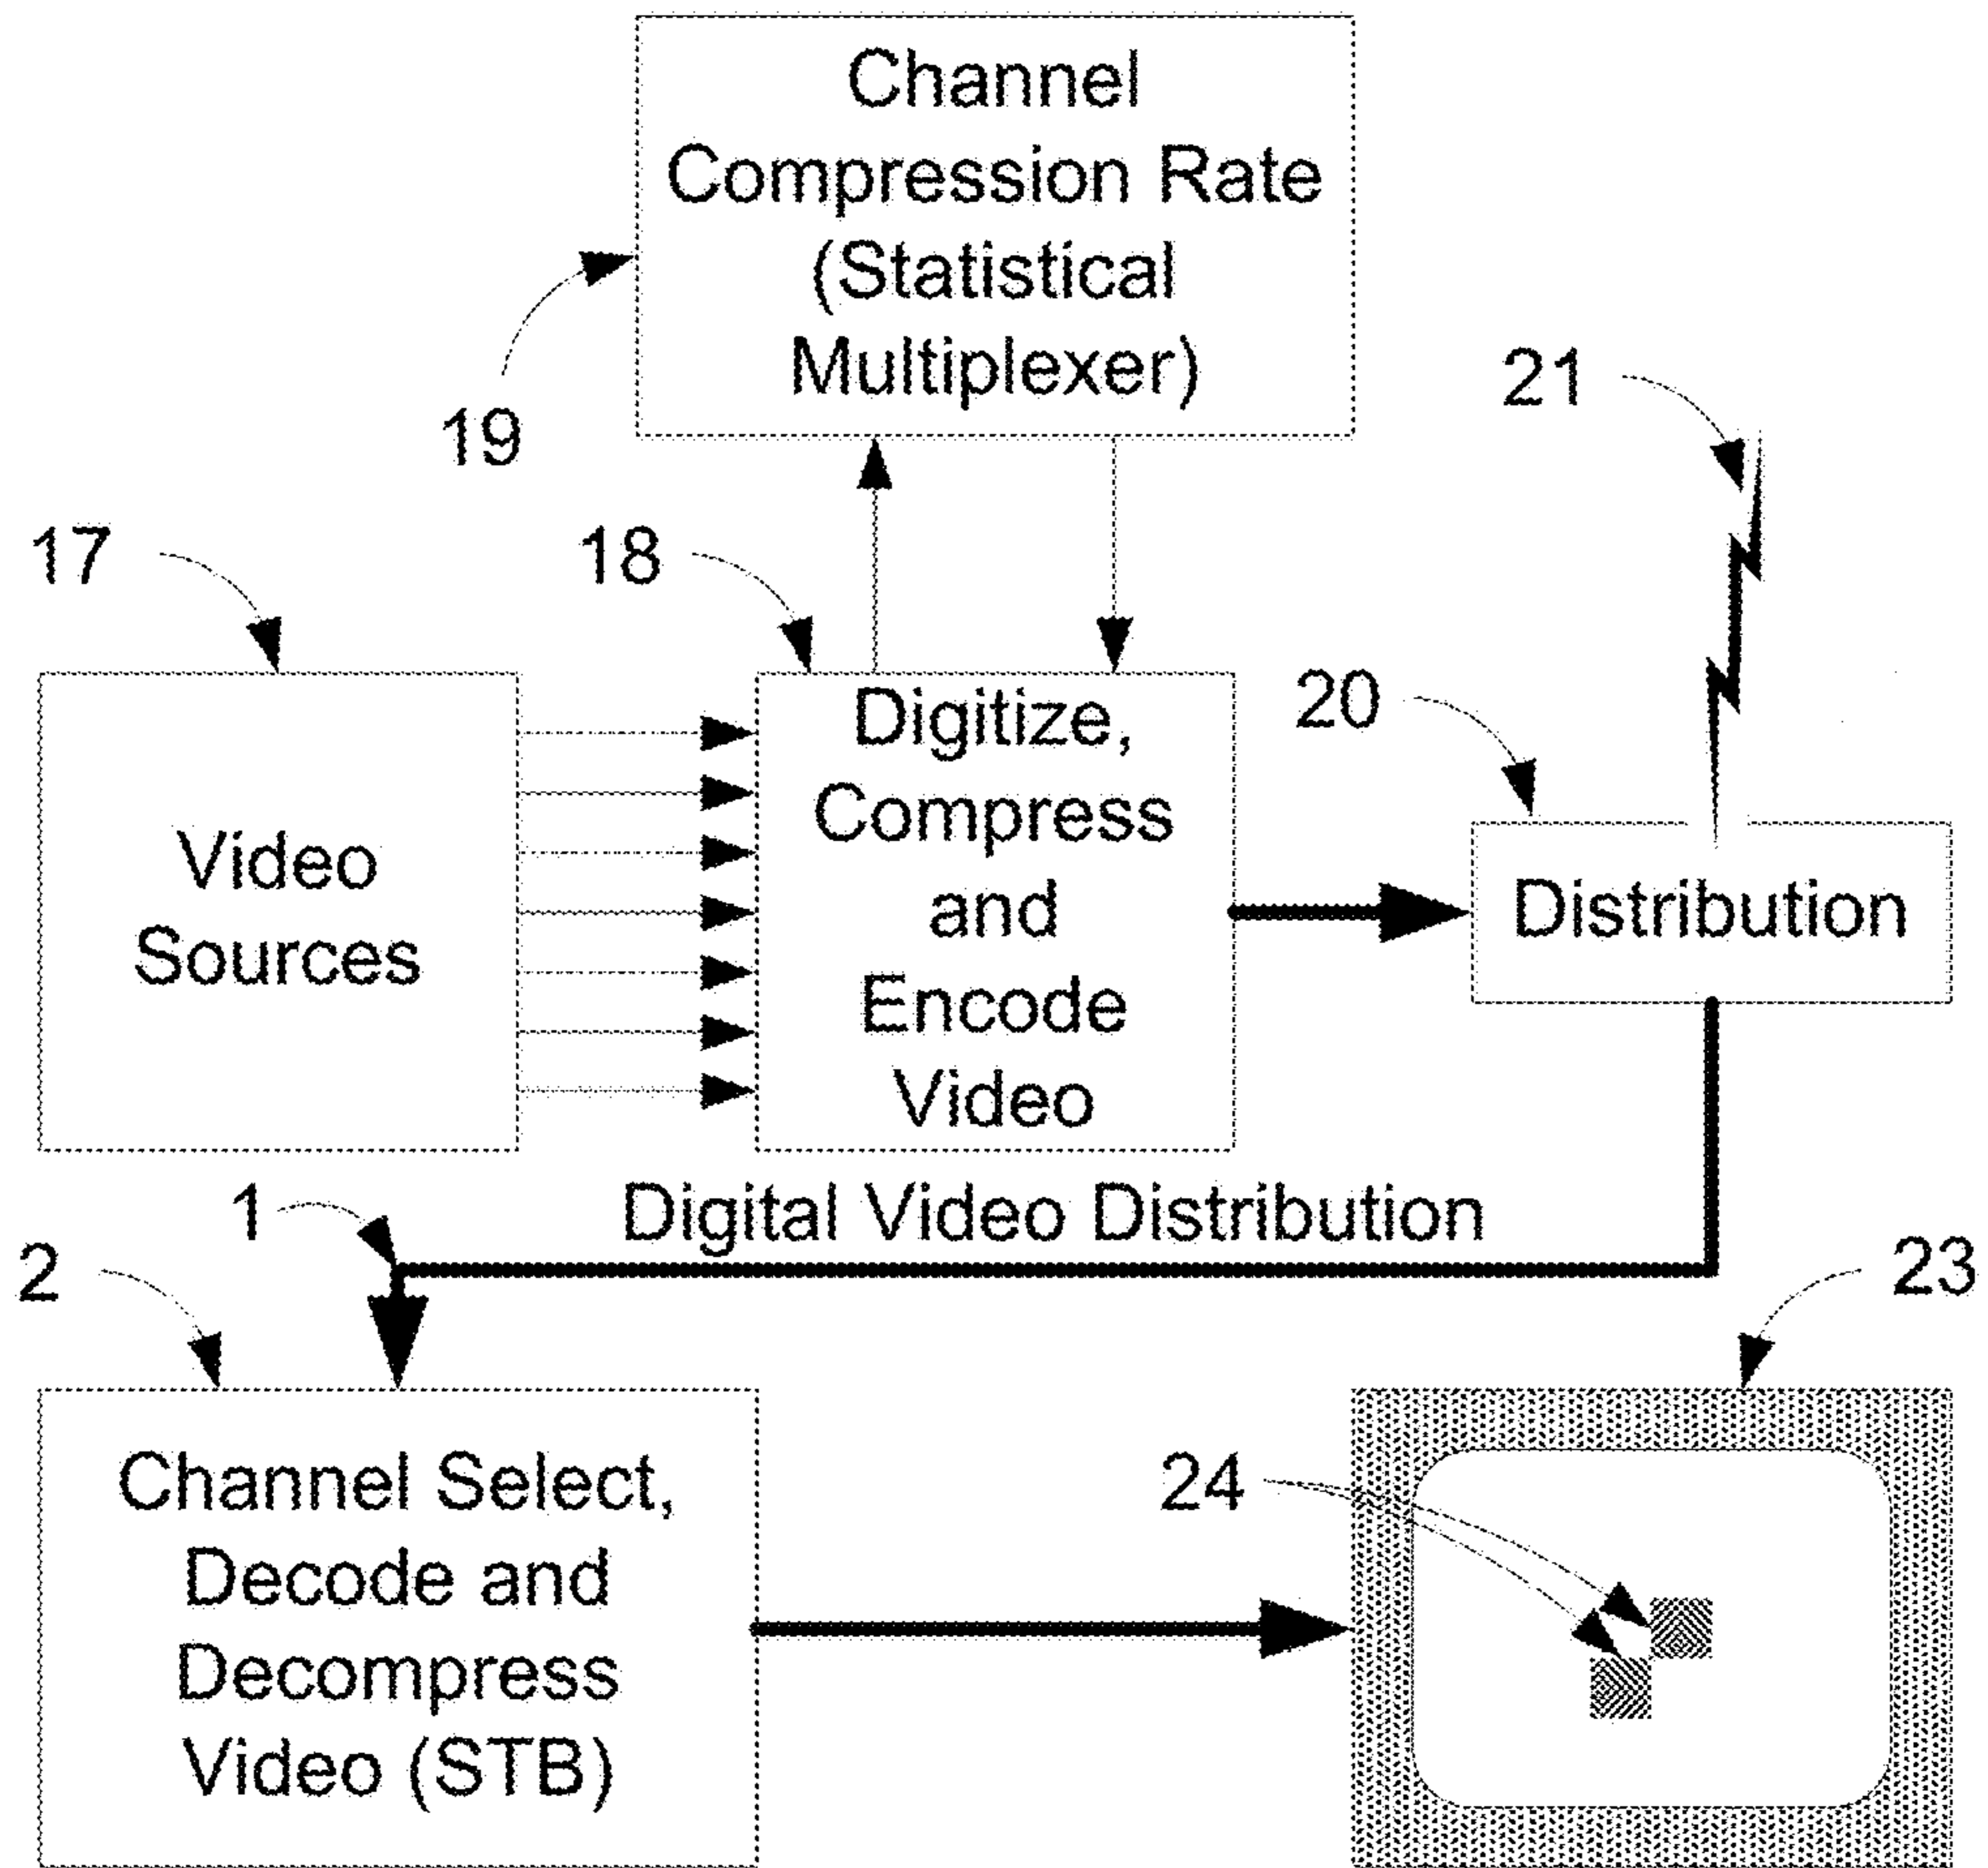 Channel
Compression Rate
(Statistical
Multiplexer)
19
21
17
18
20
Video
Sources
Digitize,
Compress
and
Encode
Video
Distribution
1
Digital Video Distribution
2
23
Channel Select,
Decode and
Decompress
Video (STB)
24